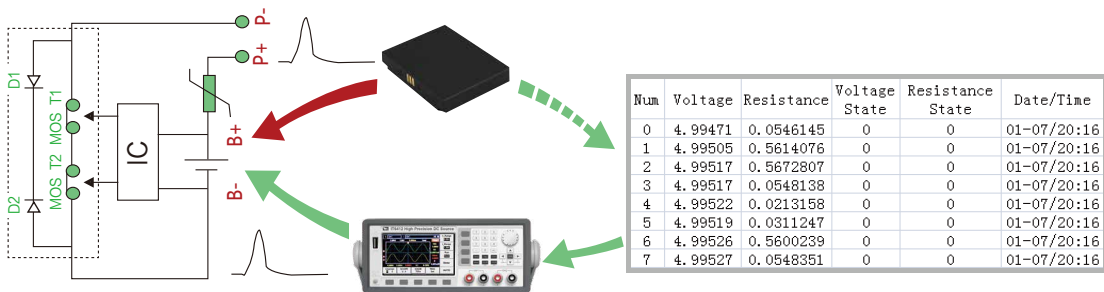 P-
P+
D1
MOS T1
IC
B+
MOS T2
D2
B-
IT6412 High Precision DC Source
Num Voltage Resistance Voltage State Resistance State Date/Time
0 4.99471 0.0546145 0 0 01-07/20:16
1 4.99505 0.5614076 0 0 01-07/20:16
2 4.99517 0.5672807 0 0 01-07/20:16
3 4.99517 0.0548138 0 0 01-07/20:16
4 4.99522 0.0213158 0 0 01-07/20:16
5 4.99519 0.0311247 0 0 01-07/20:16
6 4.99526 0.5600239 0 0 01-07/20:16
7 4.99527 0.0548351 0 0 01-07/20:16